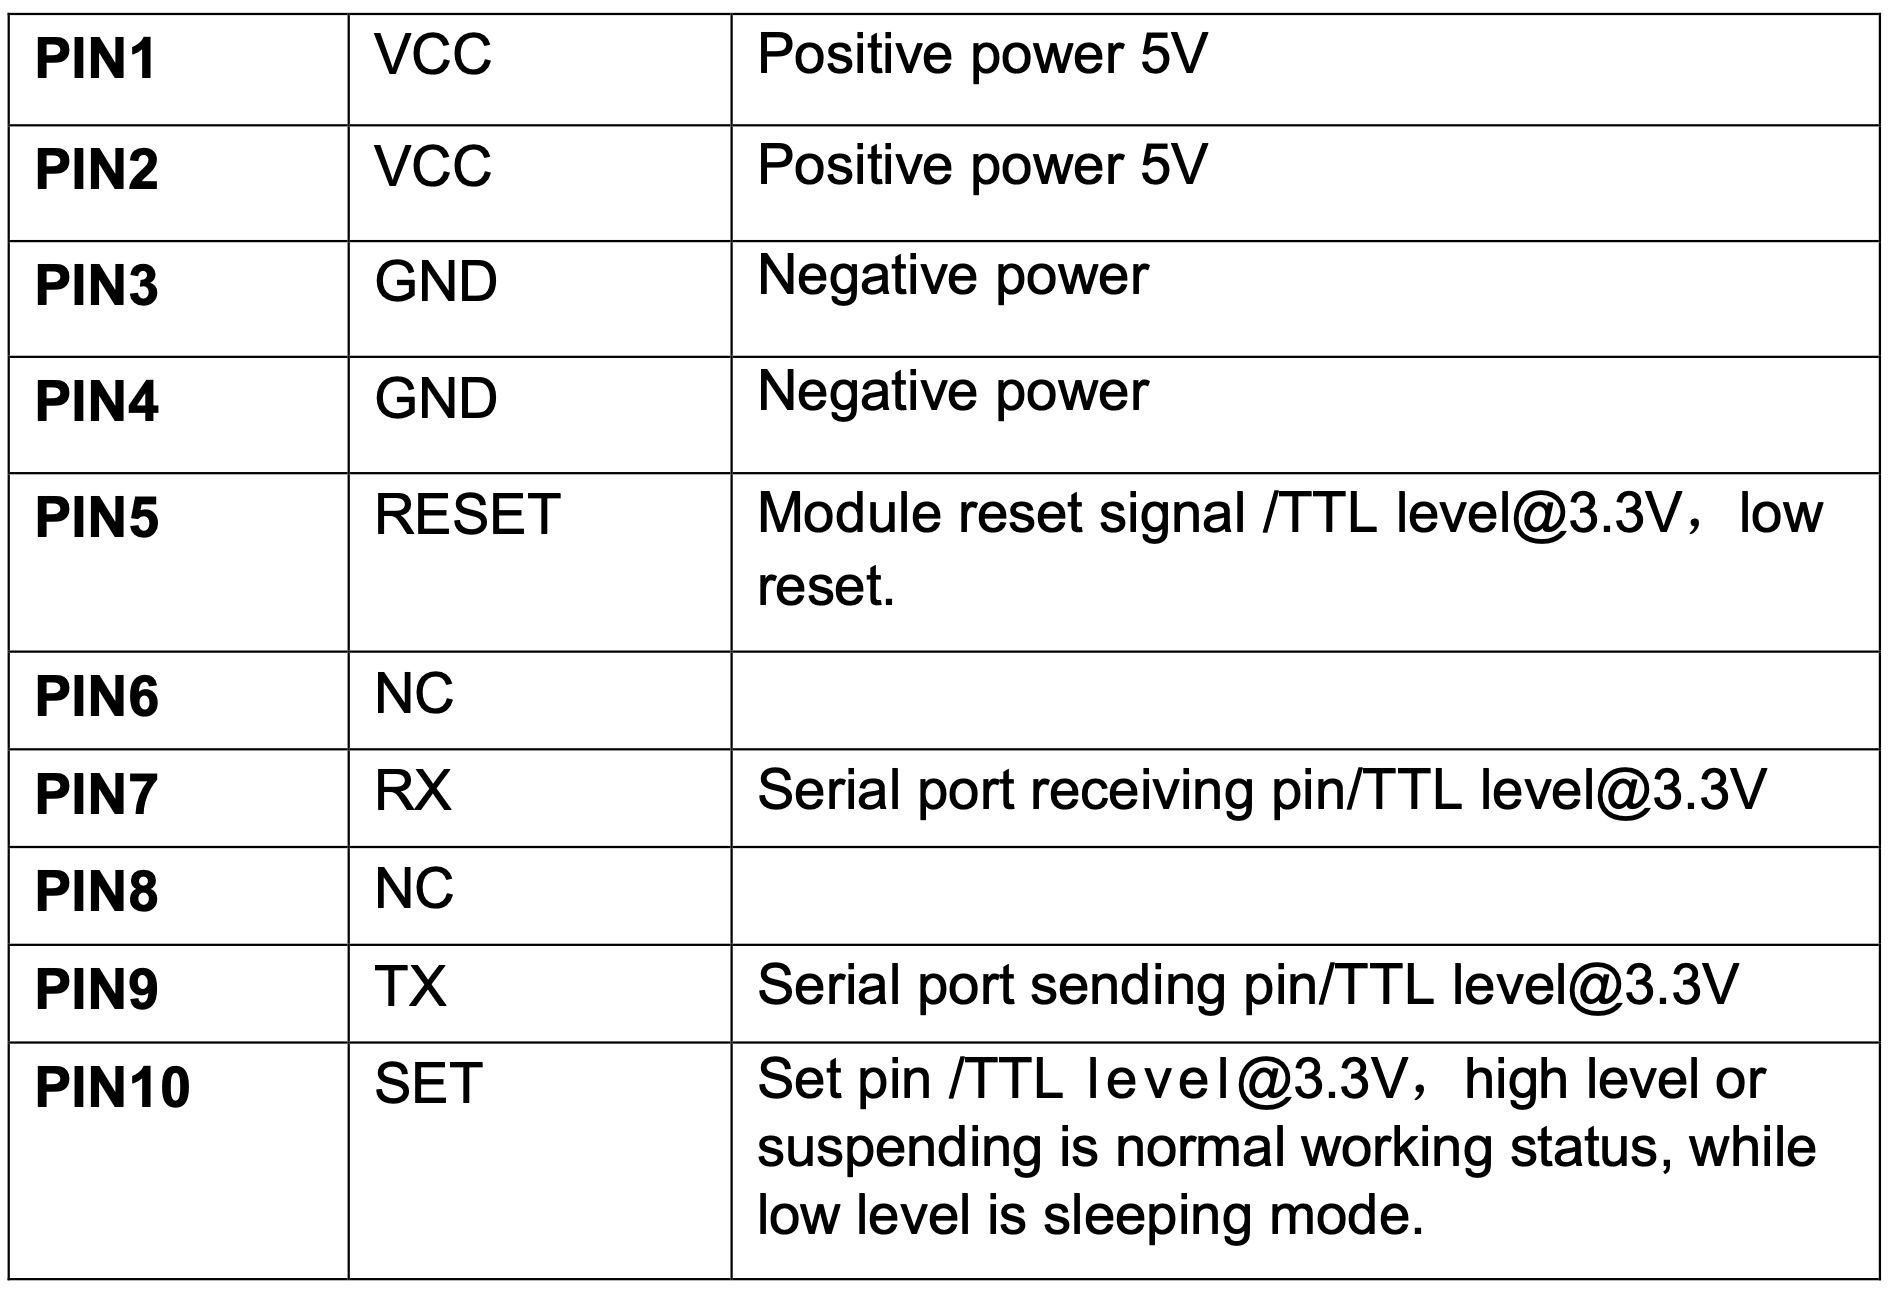 PIN1 VCC Positive power 5V
PIN2 VCC Positive power 5V
PIN3 GND Negative power
PIN4 GND Negative power
PIN5 RESET Module reset signal /TTL level@3.3V，low
reset.
PIN6 NC
PIN7 RX Serial port receiving pin/TTL level@3.3V
PIN8 NC
PIN9 TX Serial port sending pin/TTL level@3.3V
PIN10 SET Set pin /TTL level@3.3V，high level or
suspending is normal working status, while
low level is sleeping mode.